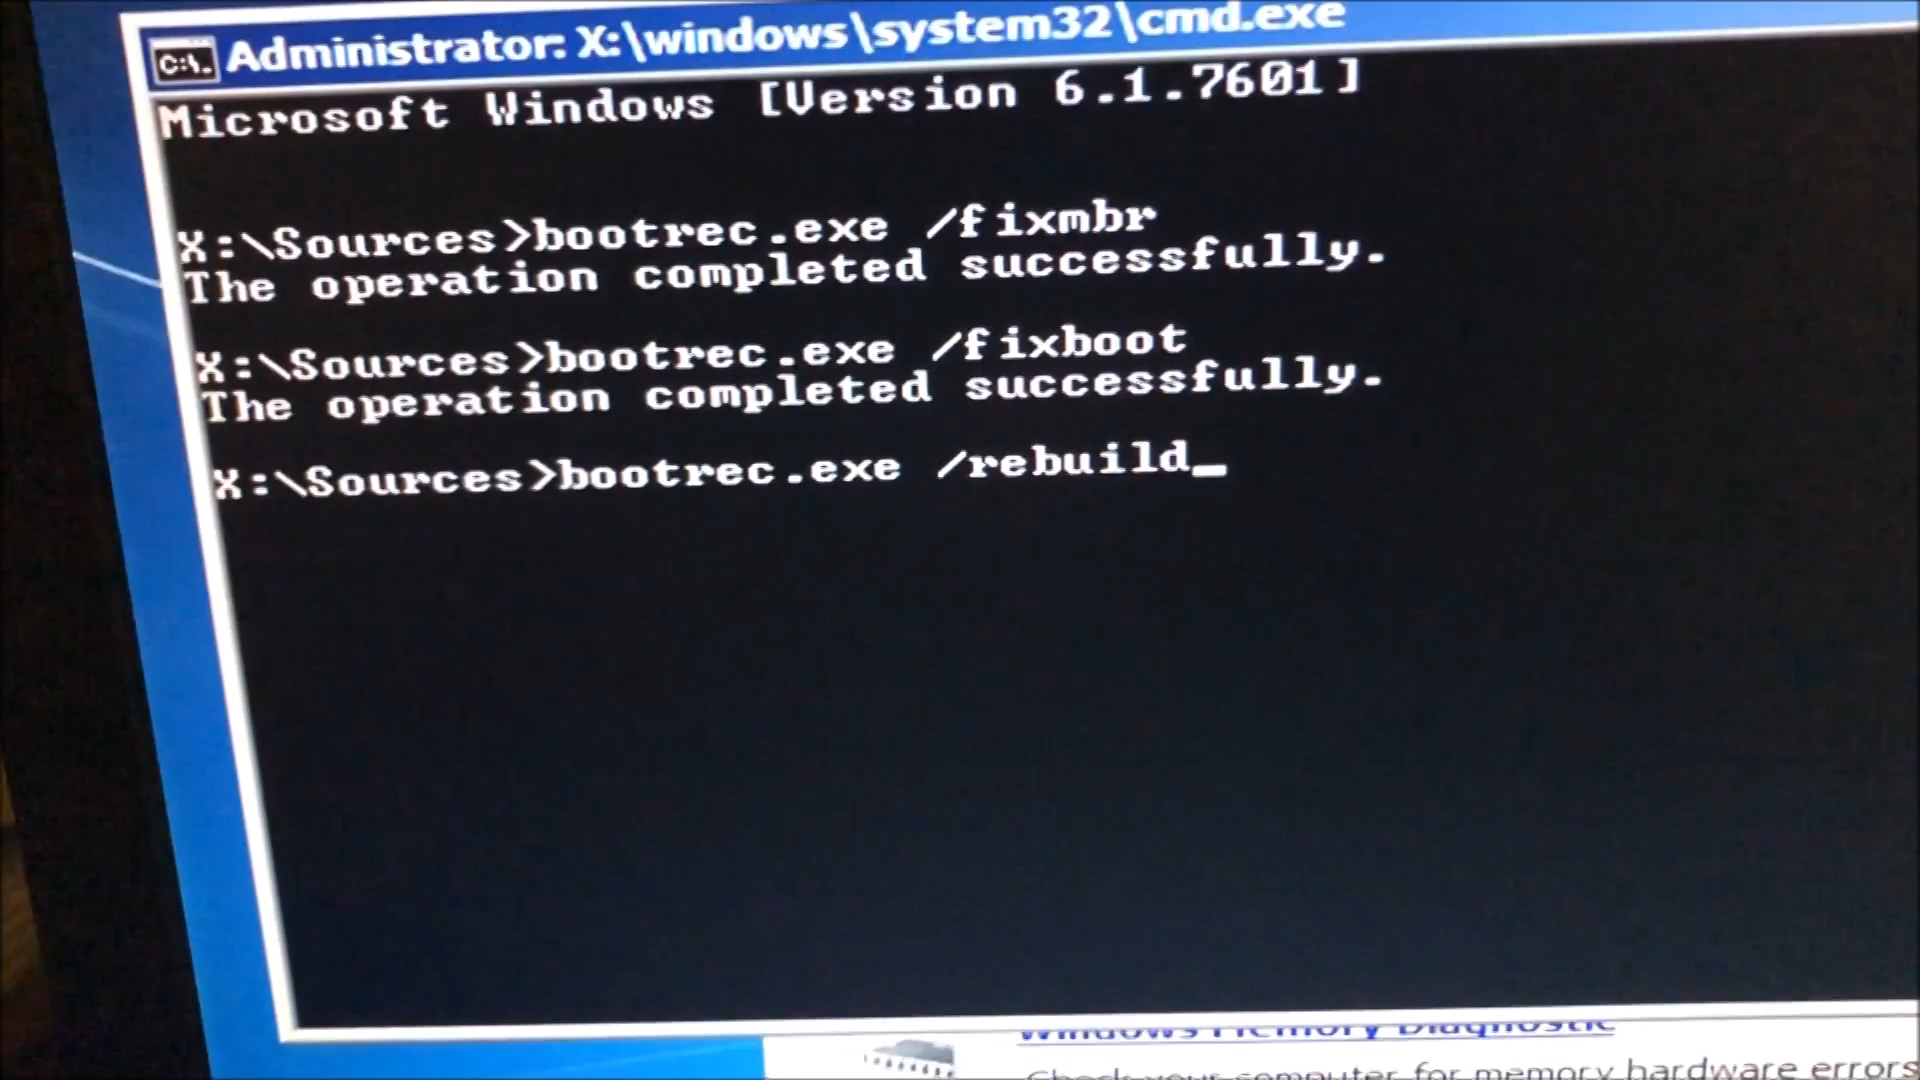 C:\.
Administrator: X:\windows\system32\cmd.exe
Microsoft Windows [Version 6.1.7601]
X:\Sources>bootrec.exe /fixmbr
The operation completed successfully.
X:\Sources>bootrec.exe /fixboot
The operation completed successfully.
X:\Sources>bootrec.exe /rebuild_
Windows Memory Diagnostic
Check your computer for memory hardware errors